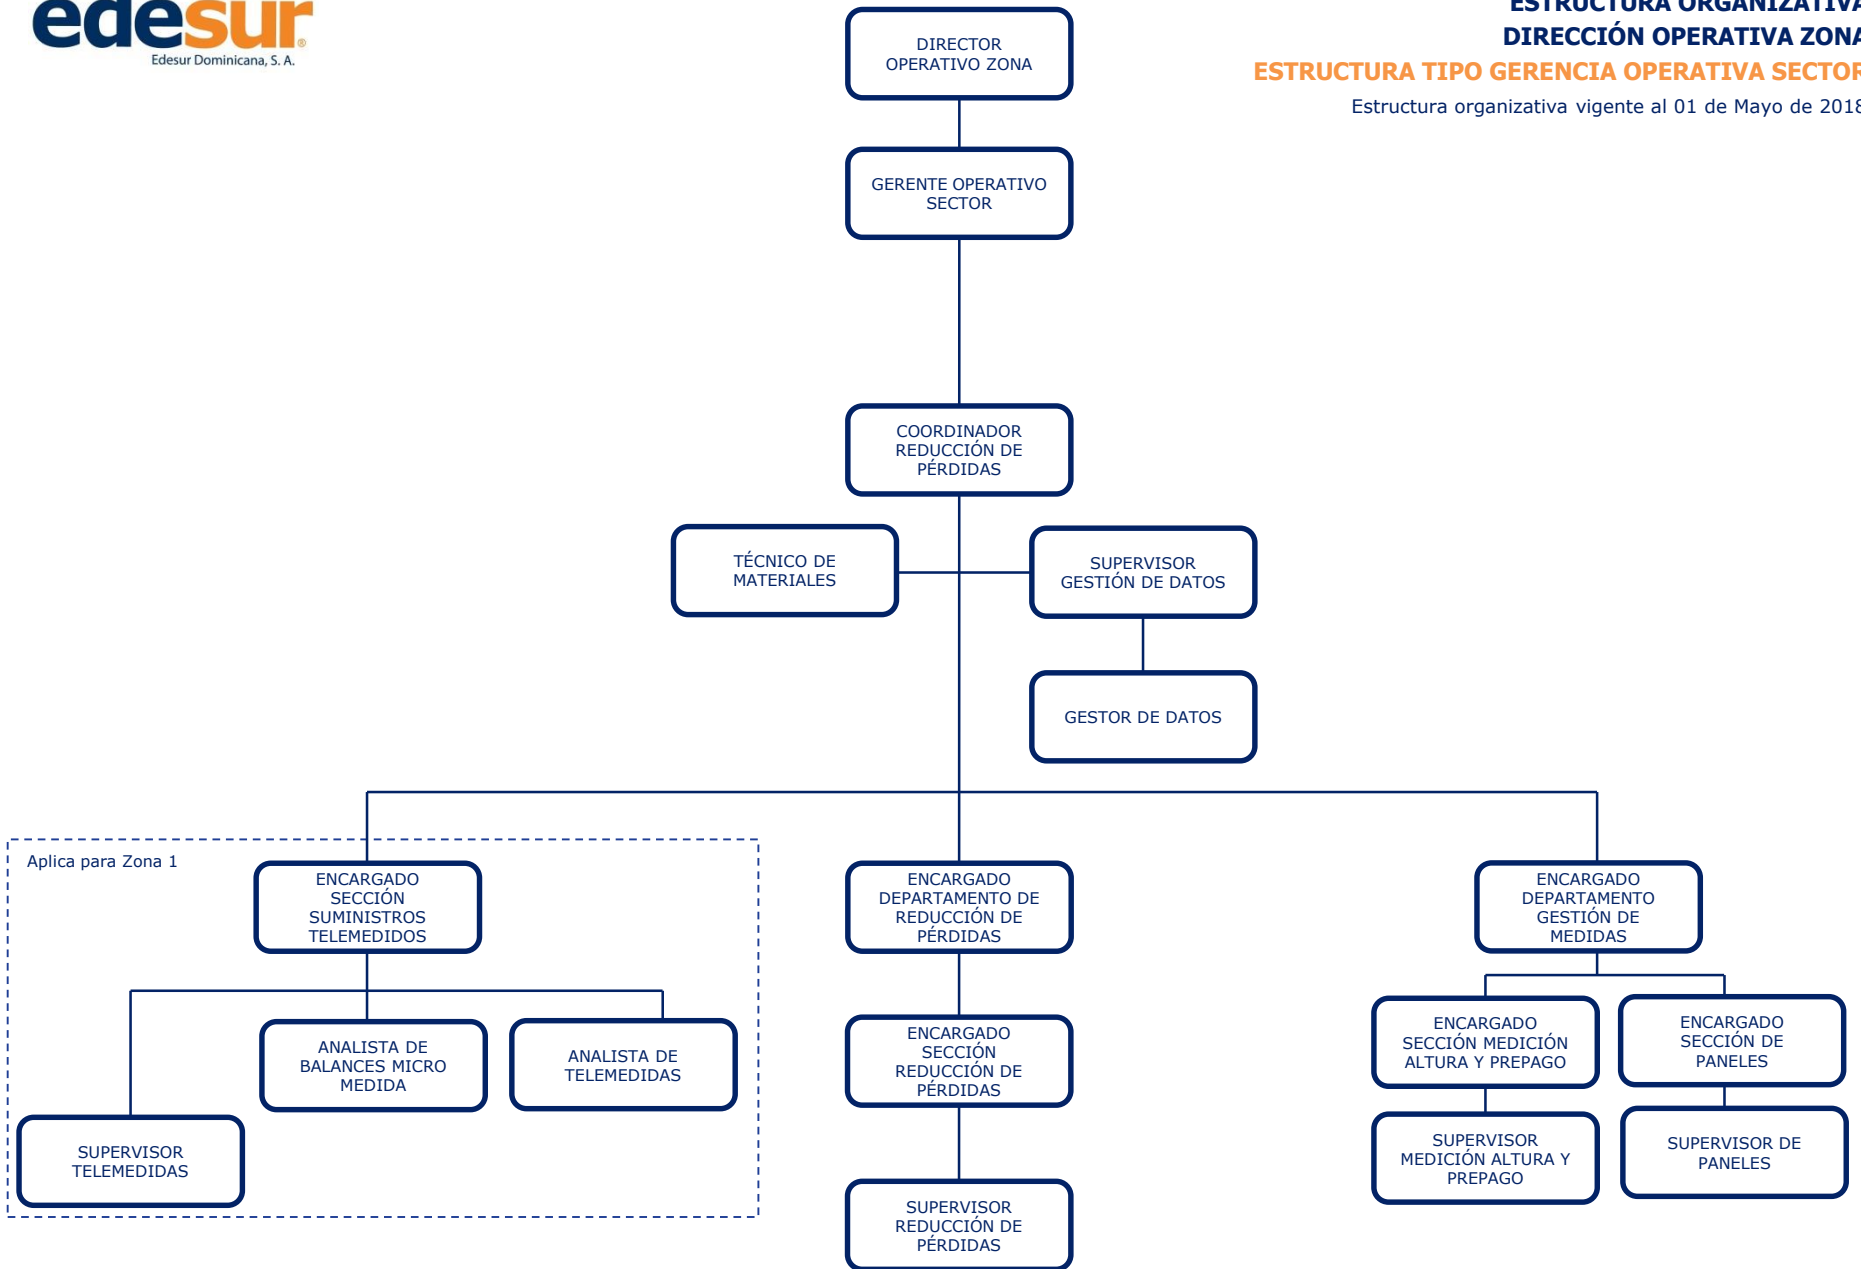 edesur®
Edesur Dominicana, S. A.
ESTRUCTURA ORGANIZATIVA
DIRECCIÓN OPERATIVA ZONA
ESTRUCTURA TIPO GERENCIA OPERATIVA SECTOR
Estructura organizativa vigente al 01 de Mayo de 2018
DIRECTOR
OPERATIVO ZONA
GERENTE OPERATIVO
SECTOR
COORDINADOR
REDUCCIÓN DE
PÉRDIDAS
TÉCNICO DE
MATERIALES
SUPERVISOR
GESTIÓN DE DATOS
GESTOR DE DATOS
Aplica para Zona 1
ENCARGADO
SECCIÓN
SUMINISTROS
TELEMEDIDOS
ENCARGADO
DEPARTAMENTO DE
REDUCCIÓN DE
PÉRDIDAS
ENCARGADO
DEPARTAMENTO
GESTIÓN DE
MEDIDAS
ANALISTA DE
BALANCES MICRO
MEDIDA
ANALISTA DE
TELEMEDIDAS
ENCARGADO
SECCIÓN
REDUCCIÓN DE
PÉRDIDAS
ENCARGADO
SECCIÓN MEDICIÓN
ALTURA Y PREPAGO
ENCARGADO
SECCIÓN DE
PANELES
SUPERVISOR
TELEMEDIDAS
SUPERVISOR
REDUCCIÓN DE
PÉRDIDAS
SUPERVISOR
MEDICIÓN ALTURA Y
PREPAGO
SUPERVISOR DE
PANELES